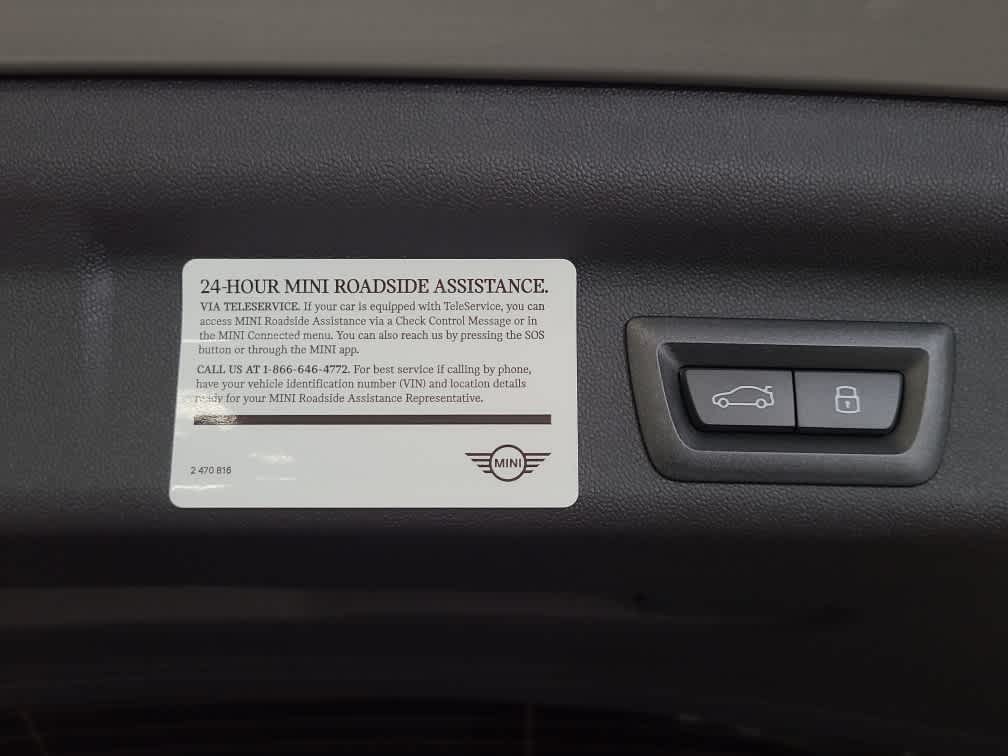 24-HOUR MINI ROADSIDE ASSISTANCE.
VIA TELESERVICE. If your car is equipped with TeleService, you can
access MINI Roadside Assistance via a Check Control Message or in
the MINI Connected menu. You can also reach us by pressing the SOS
button or through the MINI app.
CALL US AT 1-866-646-4772. For best service if calling by phone,
have your vehicle identification number (VIN) and location details
ready for your MINI Roadside Assistance Representative.
MINI
2 470 816